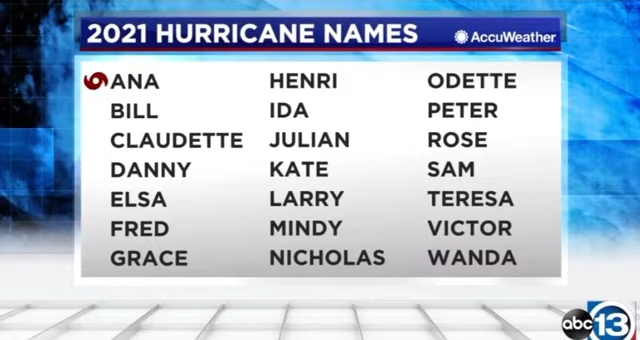 2021 HURRICANE NAMES
AccuWeather
ANA
BILL
CLAUDETTE
DANNY
ELSA
FRED
GRACE
HENRI
IDA
JULIAN
KATE
LARRY
MINDY
NICHOLAS
ODETTE
PETER
ROSE
SAM
TERESA
VICTOR
WANDA
abc 13